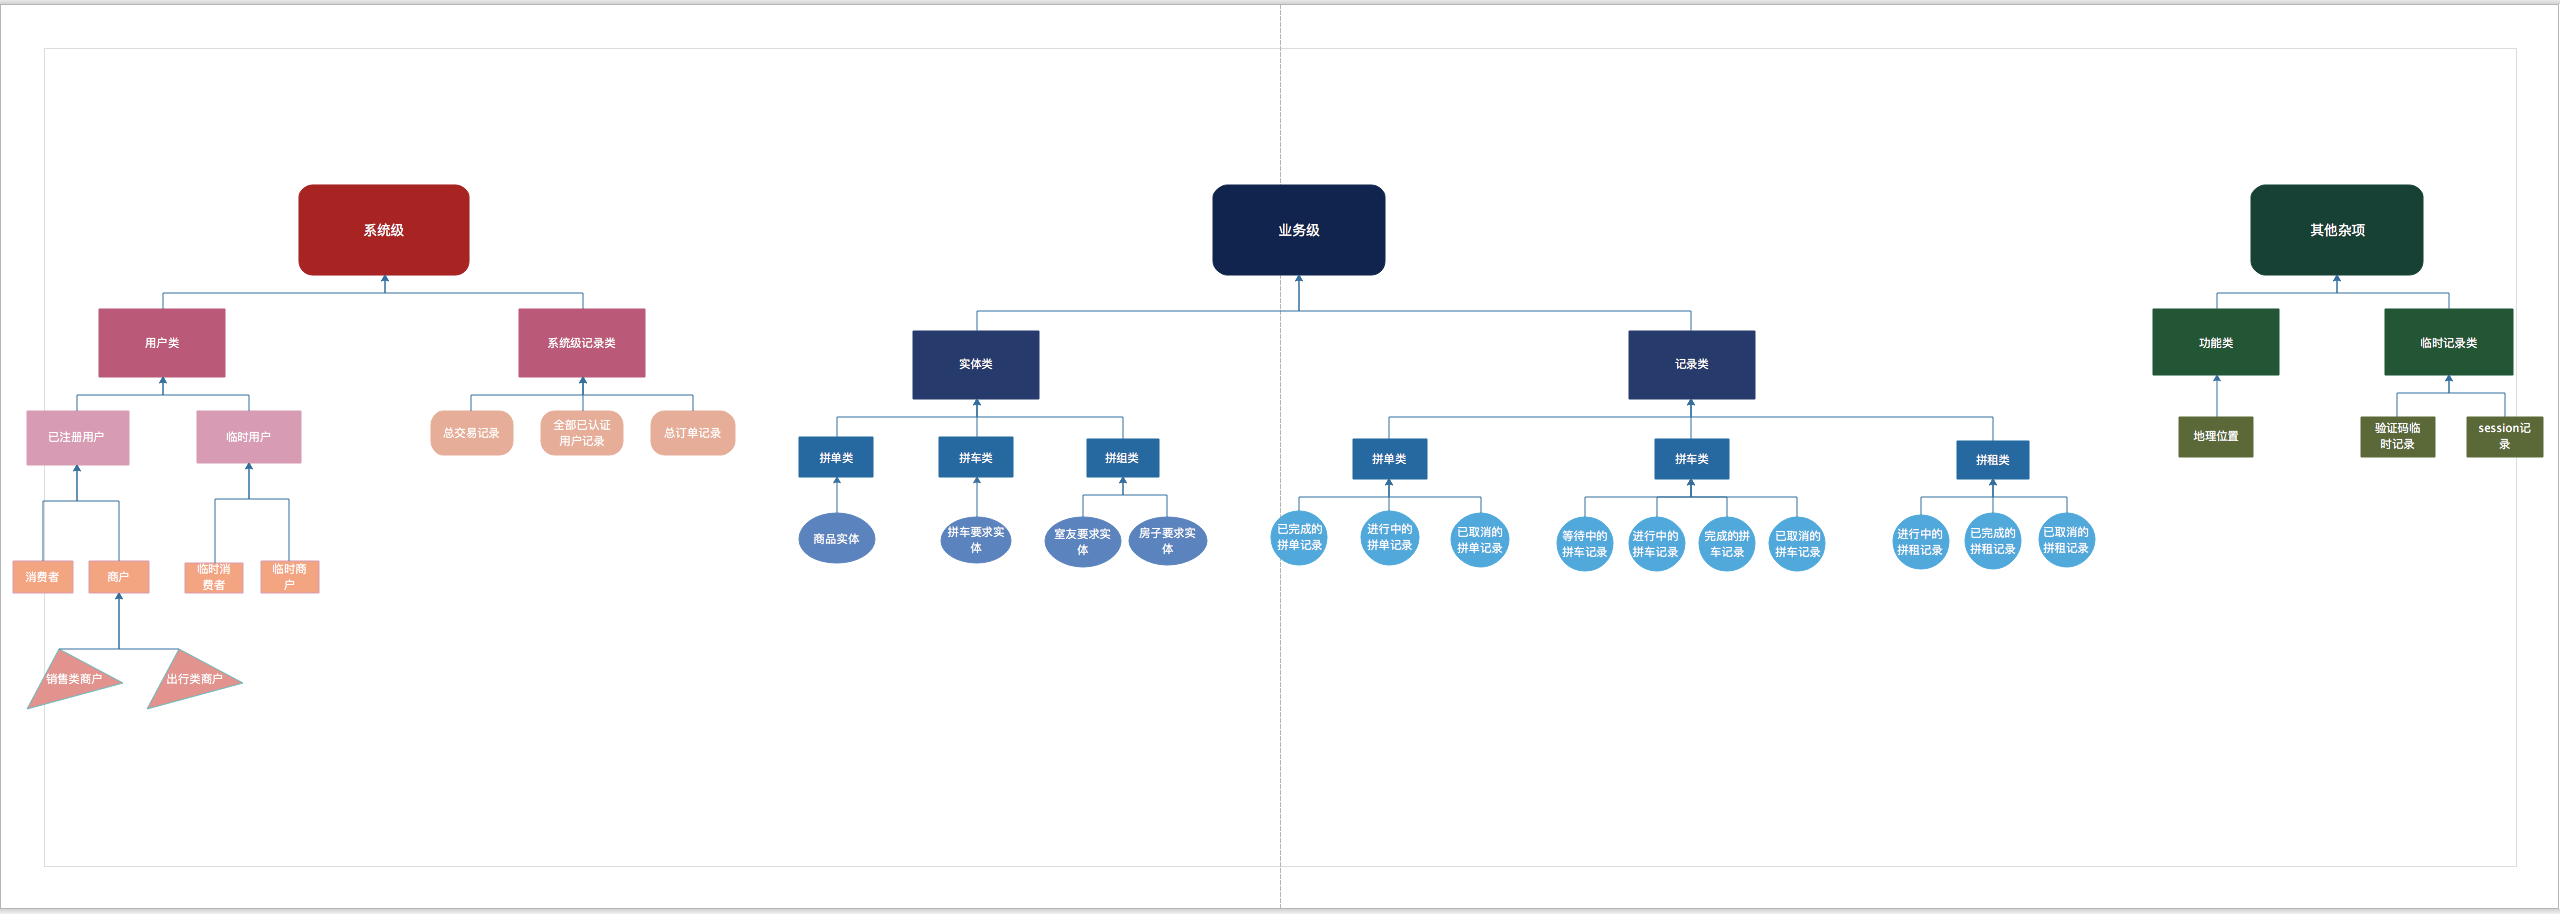 系统级
业务级
其他杂项
用户类
系统级记录类
实体类
记录类
功能类
临时记录类
已注册用户
临时用户
总交易记录
全部已认证
用户记录
总订单记录
拼单类
拼车类
拼组类
拼单类
拼车类
拼租类
地理位置
验证码临
时记录
session记
录
商品实体
拼车要求实
体
室友要求实
体
房子要求实
体
已完成的
拼单记录
进行中的
拼单记录
已取消的
拼单记录
等待中的
拼车记录
进行中的
拼车记录
完成的拼
车记录
已取消的
拼车记录
进行中的
拼租记录
已完成的
拼租记录
已取消的
拼租记录
消费者
商户
临时消
费者
临时商
户
销售类商户
出行类商户